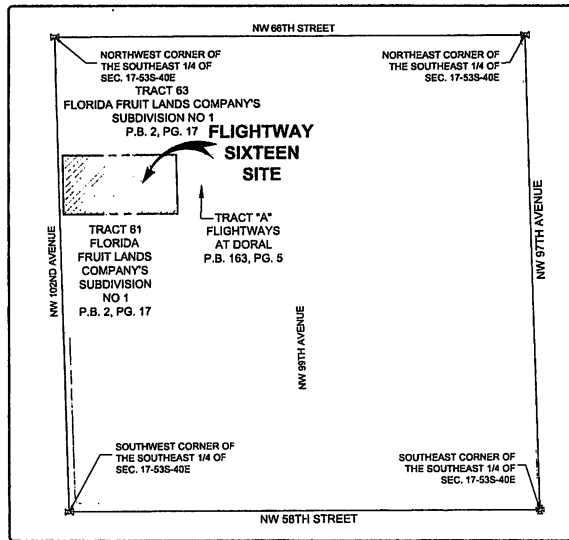 NW 66TH STREET
NORTHWEST CORNER OF
THE SOUTHEAST 1/4 OF
SEC. 17-53S-40E
NORTHEAST CORNER OF
THE SOUTHEAST 1/4 OF
SEC. 17-53S-40E
TRACT 63
FLORIDA FRUIT LANDS COMPANY'S
SUBDIVISION NO 1
P.B. 2, PG. 17
FLIGHTWAY
SIXTEEN
SITE
TRACT "A"
FLIGHTWAYS
AT DORAL
P.B. 163, PG. 5
TRACT 61
FLORIDA
FRUIT LANDS
COMPANY'S
SUBDIVISION
NO 1
P.B. 2, PG. 17
NW 102ND AVENUE
NW 99TH AVENUE
NW 97TH AVENUE
SOUTHWEST CORNER OF
THE SOUTHEAST 1/4 OF
SEC. 17-53S-40E
SOUTHEAST CORNER OF
THE SOUTHEAST 1/4 OF
SEC. 17-53S-40E
NW 58TH STREET